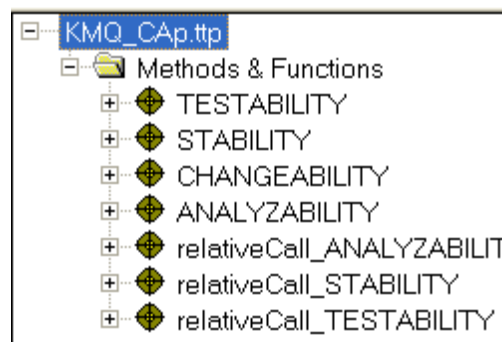 KMQ_CAp.ttp
Methods & Functions
TESTABILITY
STABILITY
CHANGEABILITY
ANALYZABILITY
relativeCall_ANALYZABILIT
relativeCall_STABILITY
relativeCall_TESTABILITY